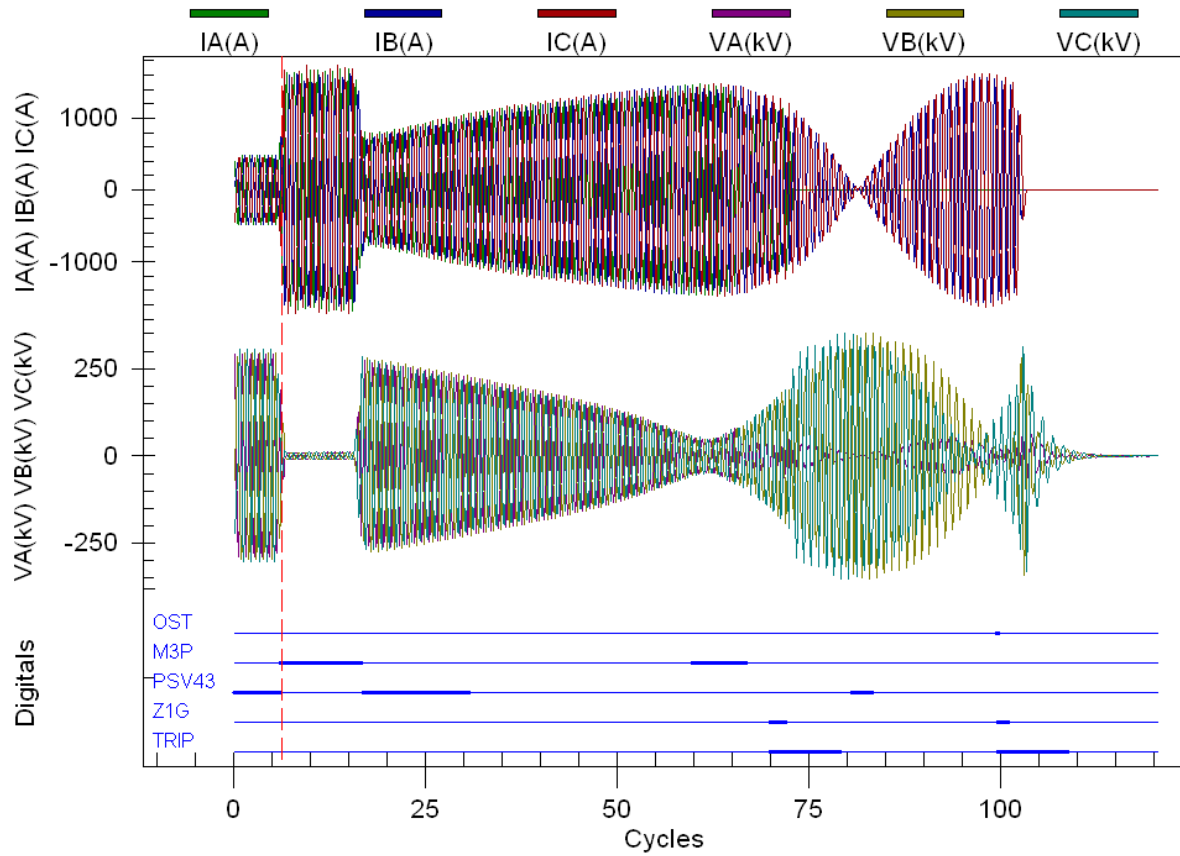 IA(A) IB(A) IC(A) VA(kV) VB(kV) VC(kV)
IA(A) IB(A) IC(A)
1000
0
-1000
VA(kV) VB(kV) VC(kV)
250
0
-250
Digitals
OST
M3P
PSV43
Z1G
TRIP
0 25 50 75 100
Cycles